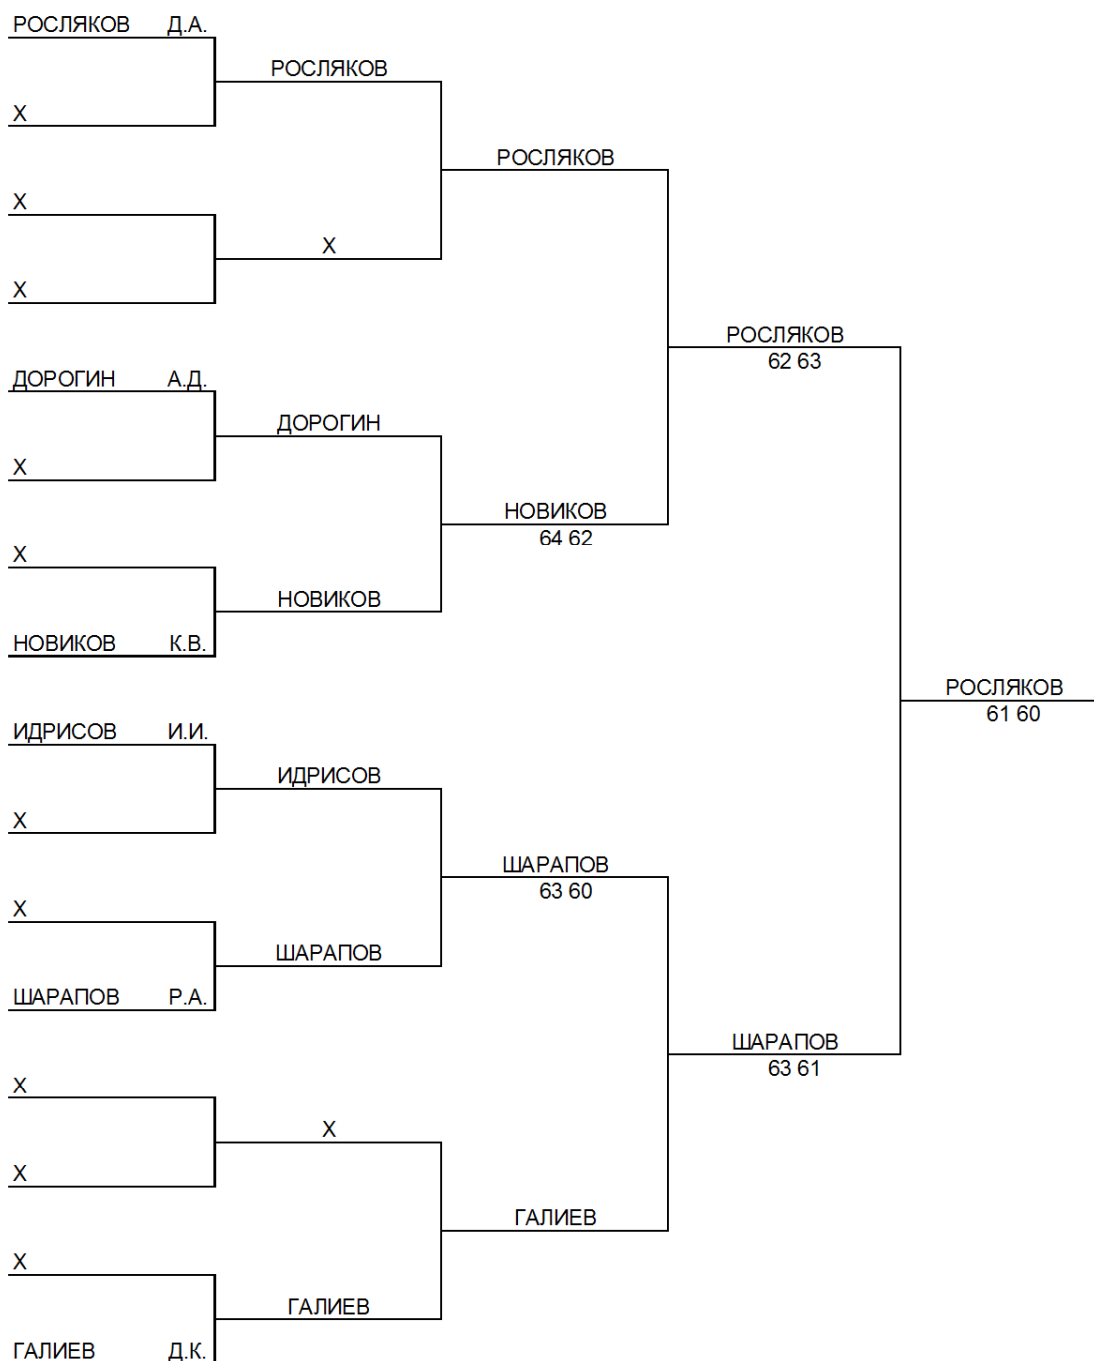 РОСЛЯКОВ Д.А.
РОСЛЯКОВ
Х
РОСЛЯКОВ
Х
Х
Х
РОСЛЯКОВ
62 63
ДОРОГИН А.Д.
ДОРОГИН
Х
НОВИКОВ
64 62
Х
НОВИКОВ
НОВИКОВ К.В.
РОСЛЯКОВ
61 60
ИДРИСОВ И.И.
ИДРИСОВ
Х
ШАРАПОВ
63 60
Х
ШАРАПОВ
ШАРАПОВ Р.А.
ШАРАПОВ
63 61
Х
Х
Х
ГАЛИЕВ
Х
ГАЛИЕВ
ГАЛИЕВ Д.К.